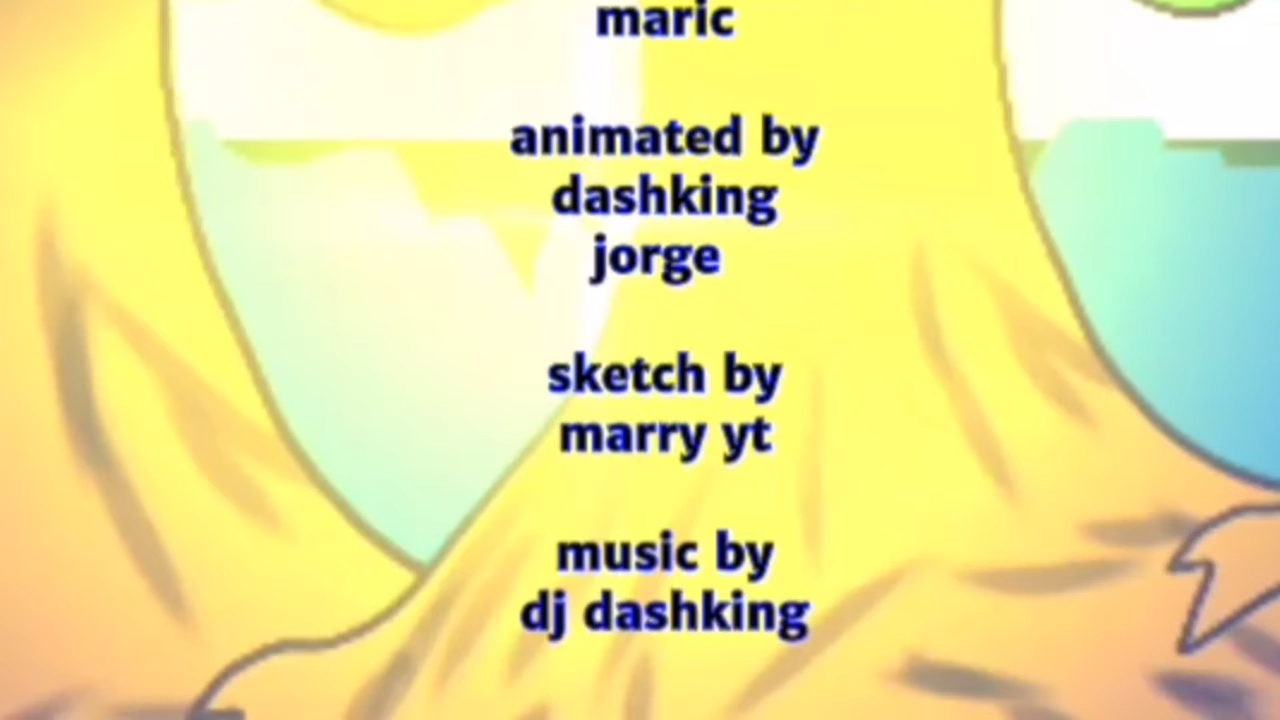 maric
animated by
dashking
jorge
sketch by
marry yt
music by
dj dashking